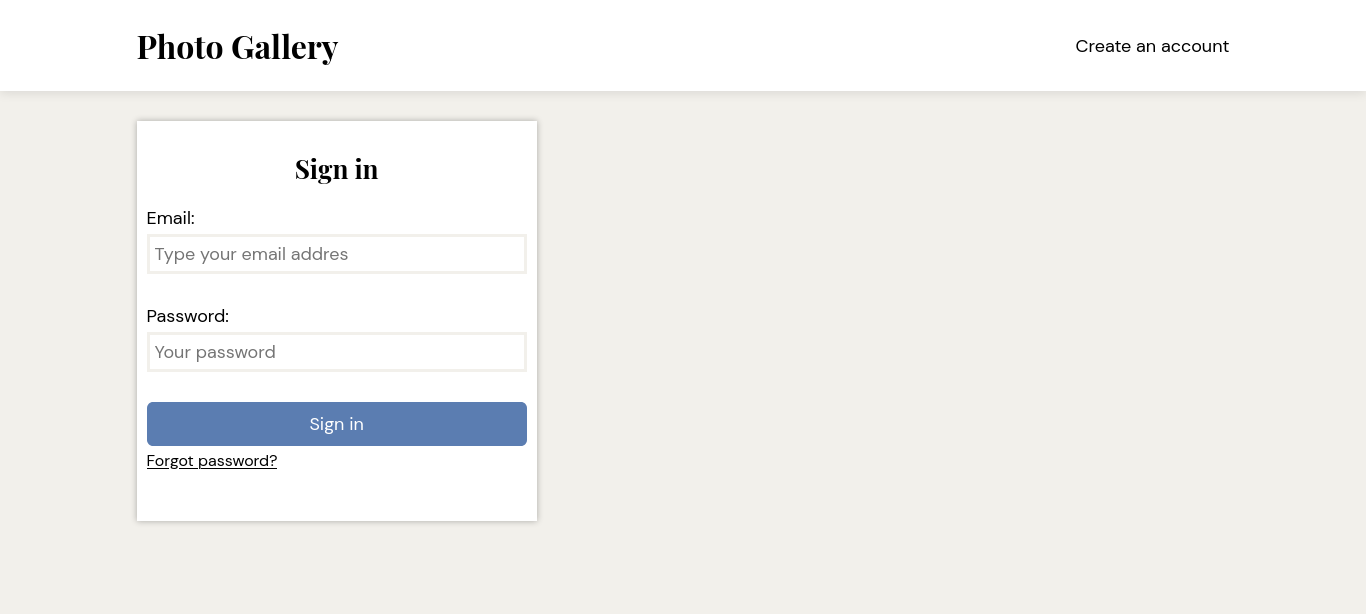 Photo Gallery
Create an account
Sign in
Email:
Type your email addres
Password:
Your password
Sign in
Forgot password?